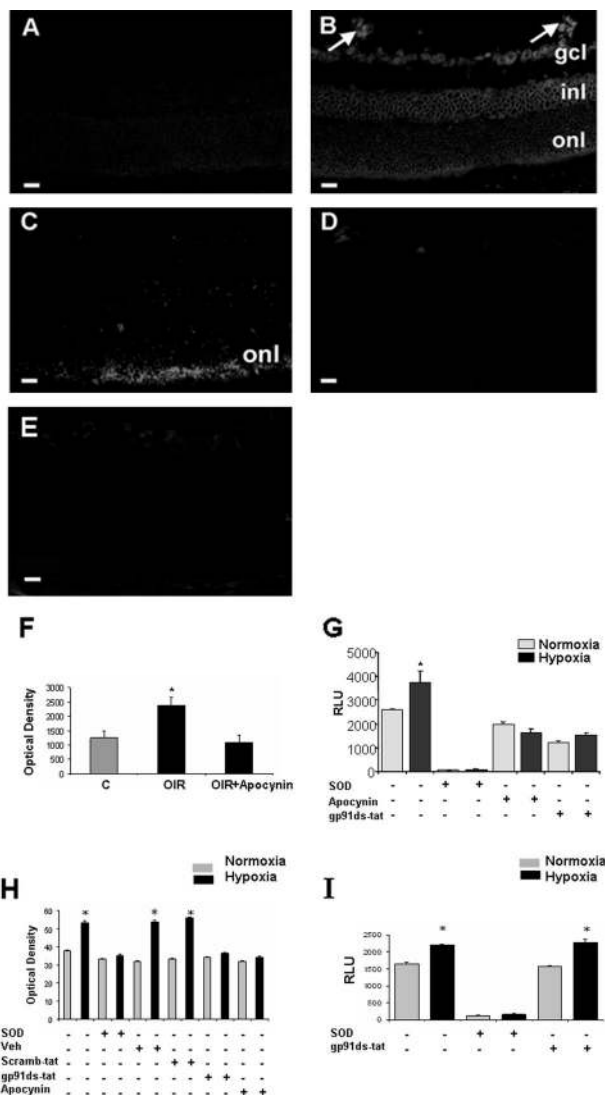 A
B
gcl
inl
onl
C
onl
D
E
F
Optical Density
3000
2500
2000
1500
1000
500
0
*
C OIR OIR+Apocynin
G
Normoxia
Hypoxia
RLU
5000
4000
3000
2000
1000
0
*
SOD - - + + - - - -
Apocynin - - - - + + - -
gp91ds-tat - - - - - - + +
H
Normoxia
Hypoxia
Optical Density
60
50
40
30
20
10
0
* * *
SOD - - + + - - - - - - - -
Veh - - - - + + - - - - - -
Scramb-tat - - - - - - + + - - - -
gp91ds-tat - - - - - - - - + + - -
Apocynin - - - - - - - - - - + +
I
Normoxia
Hypoxia
RLU
2500
2000
1500
1000
500
0
* *
SOD - - + + - -
gp91ds-tat - - - - + +